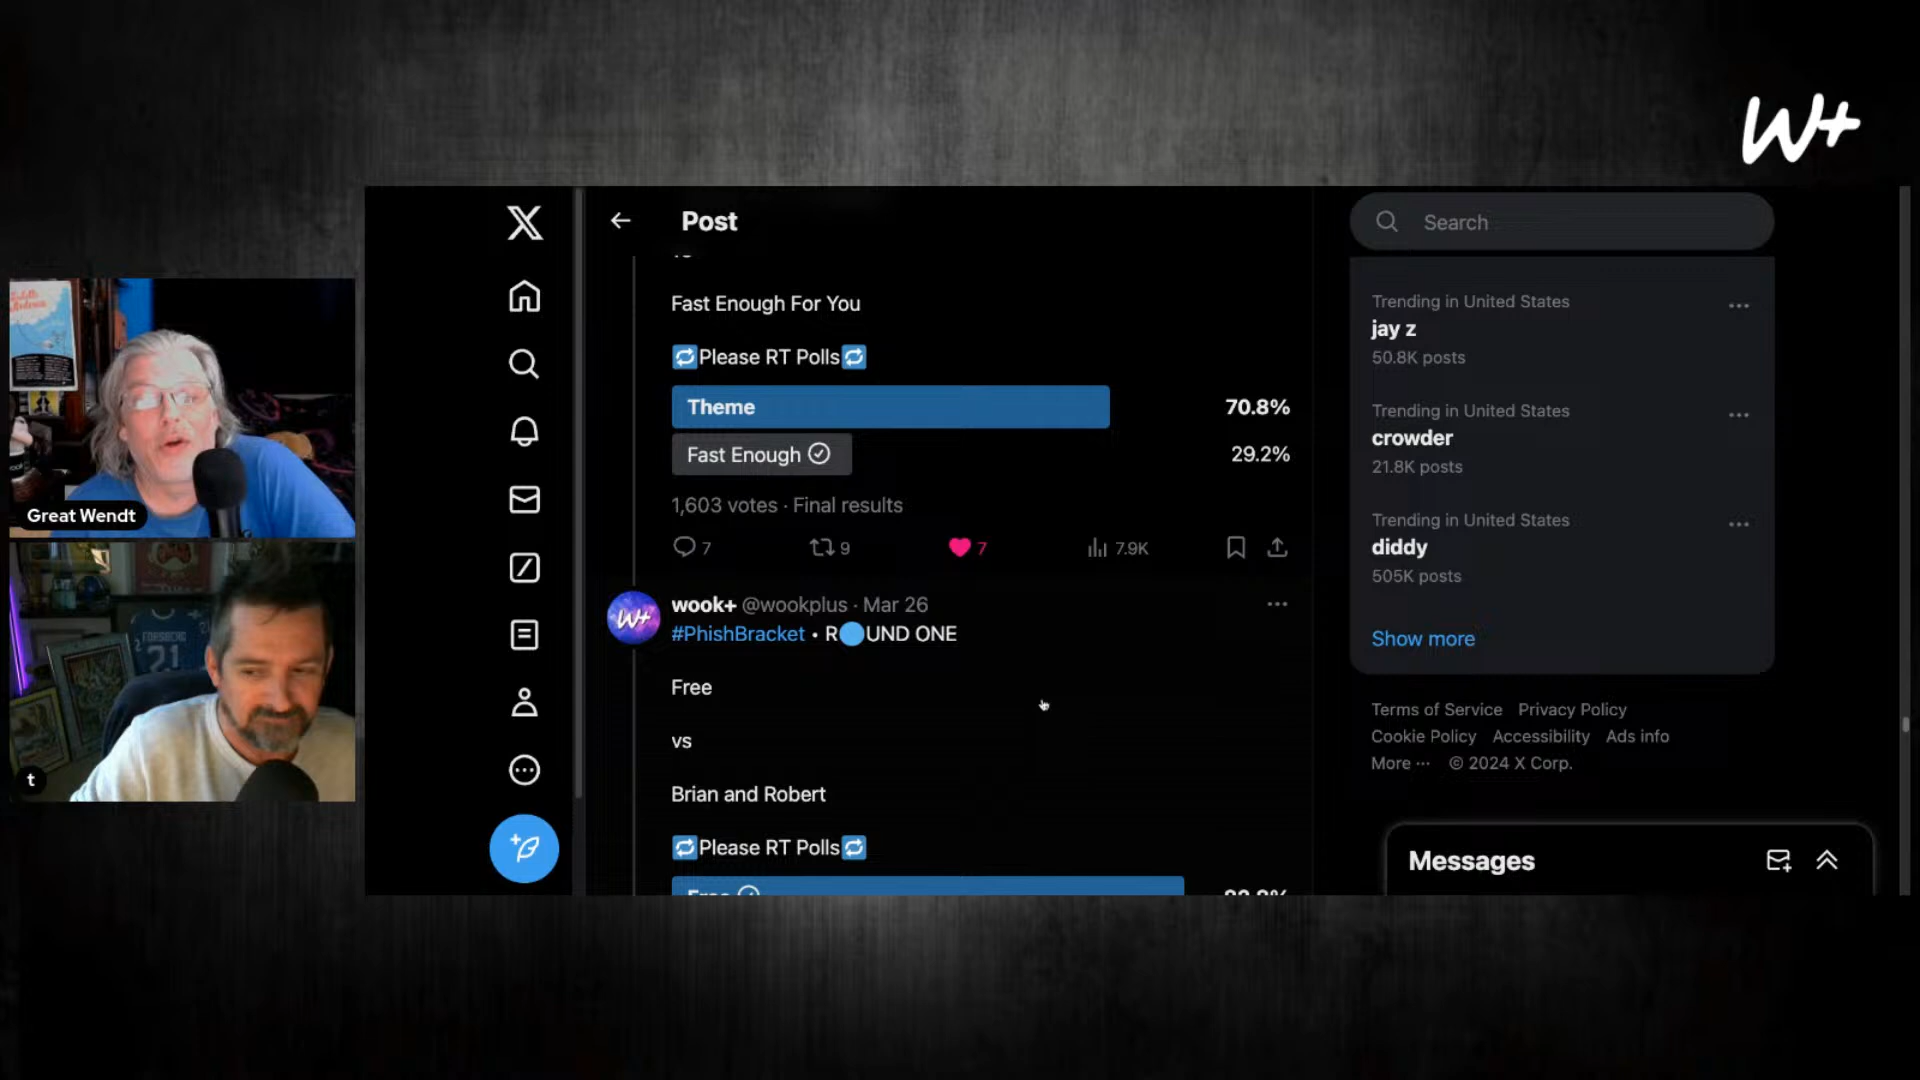 W+
Post
Search
Fast Enough For You
Please RT Polls
Theme 70.8%
Fast Enough 29.2%
1,603 votes · Final results
7 9 7 7.9K
wook+ @wookplus · Mar 26
#PhishBracket • R🔵UND ONE
Free
vs
Brian and Robert
Please RT Polls
Trending in United States
jay z
50.8K posts
Trending in United States
crowder
21.8K posts
Trending in United States
diddy
505K posts
Show more
Terms of Service Privacy Policy
Cookie Policy Accessibility Ads info
More ··· © 2024 X Corp.
Messages
Great Wendt
FORSBERG
21
t